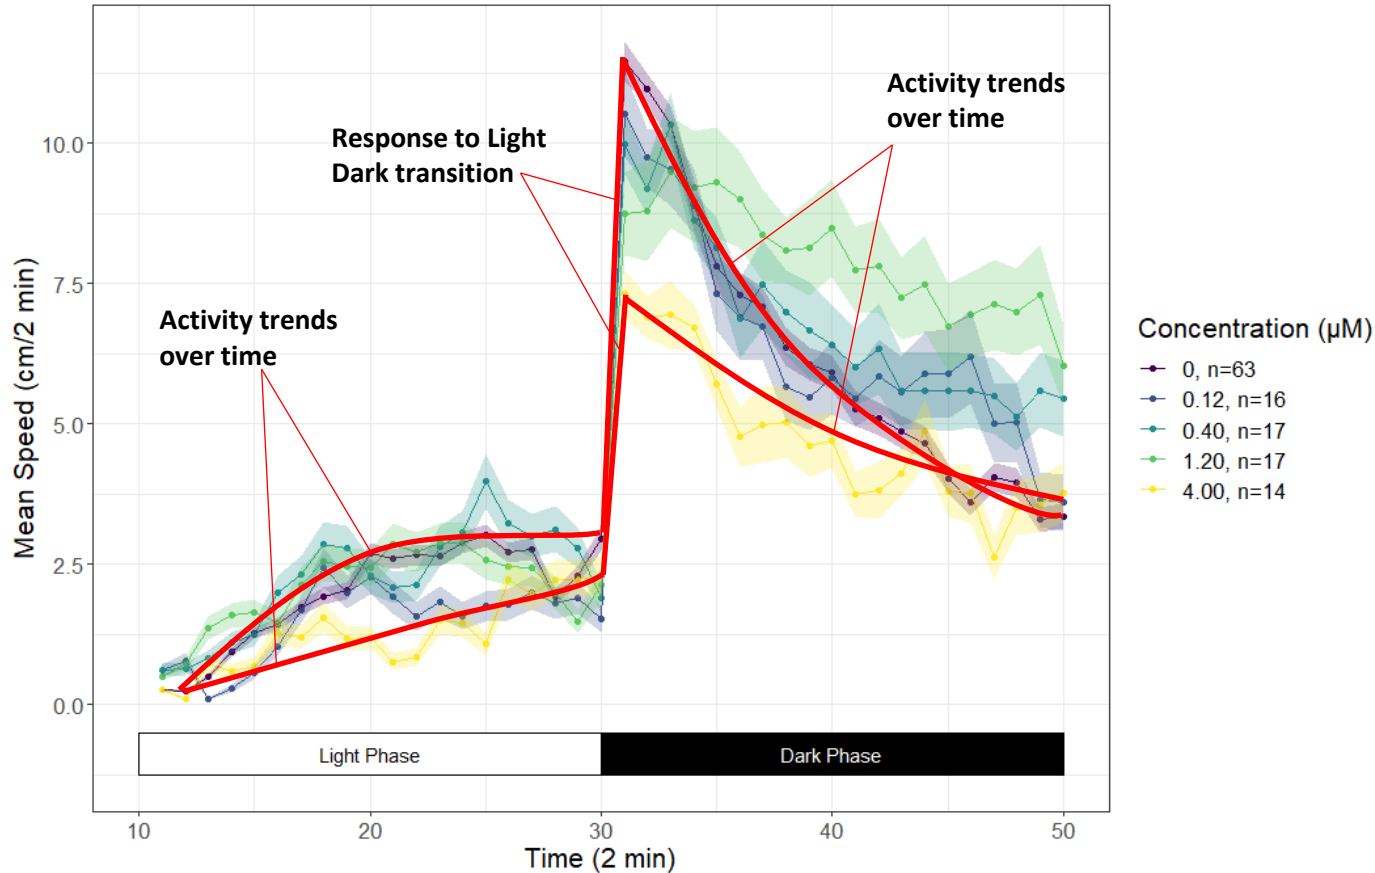 Activity trends
over time
Response to Light
Dark transition
Activity trends
over time
Mean Speed (cm/2 min)
10.0
7.5
5.0
2.5
0.0
Light Phase
Dark Phase
10
20
30
40
50
Time (2 min)
Concentration (µM)
0, n=63
0.12, n=16
0.40, n=17
1.20, n=17
4.00, n=14